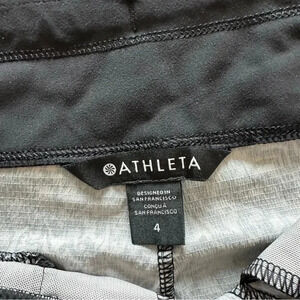 ATHLETA
DESIGNED IN
SAN FRANCISCO
CONÇU À
SAN FRANCISCO
4